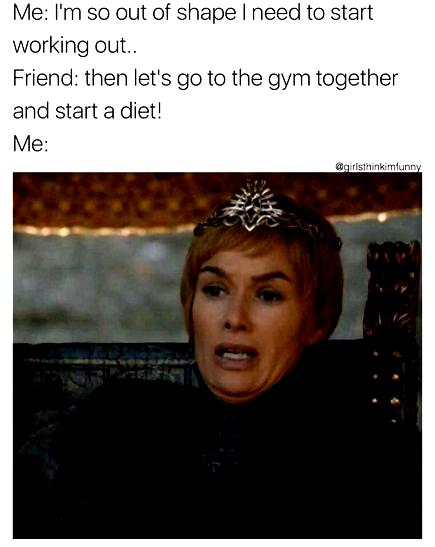 Me: I'm so out of shape I need to start
working out..
Friend: then let's go to the gym together
and start a diet!
Me:
@girlsthinkimfunny